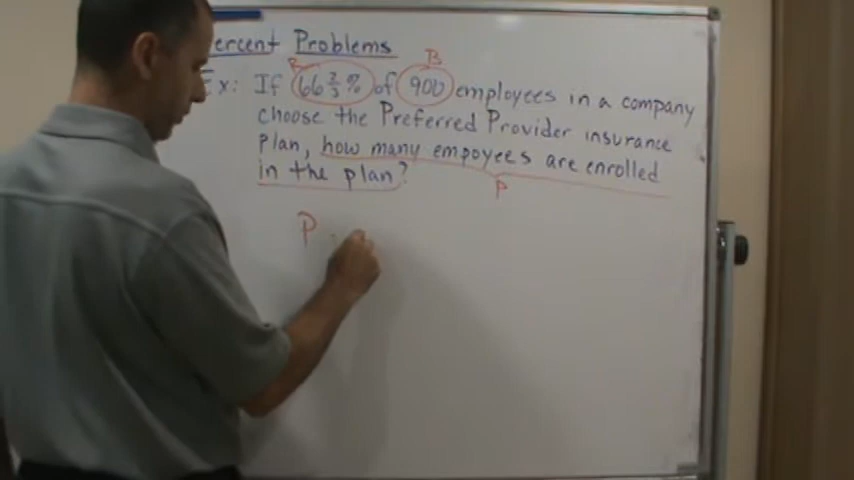 ercent Problems
R B
Ex: If 66 2/3 % of 900 employees in a company
choose the Preferred Provider insurance
plan, how many empoyees are enrolled
in the plan?
P
P